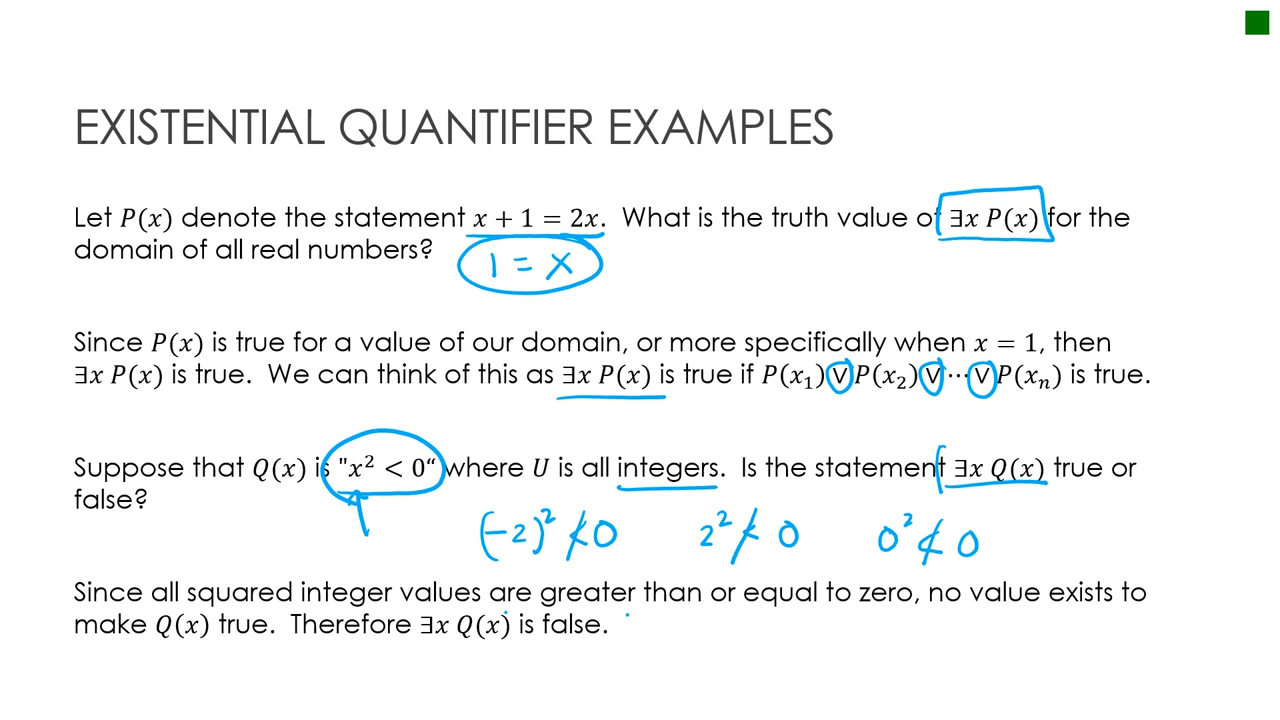 EXISTENTIAL QUANTIFIER EXAMPLES
Let P(x) denote the statement x + 1 = 2x. What is the truth value of ∃x P(x) for the
domain of all real numbers?
1 = x
Since P(x) is true for a value of our domain, or more specifically when x = 1, then
∃x P(x) is true. We can think of this as ∃x P(x) is true if P(x₁) ∨ P(x₂) ∨ ⋯ ∨ P(xₙ) is true.
Suppose that Q(x) is "x² < 0“ where U is all integers. Is the statement ∃x Q(x) true or
false?
(-2)² ≮ 0 2² ≮ 0 0² ≮ 0
Since all squared integer values are greater than or equal to zero, no value exists to
make Q(x) true. Therefore ∃x Q(x) is false.